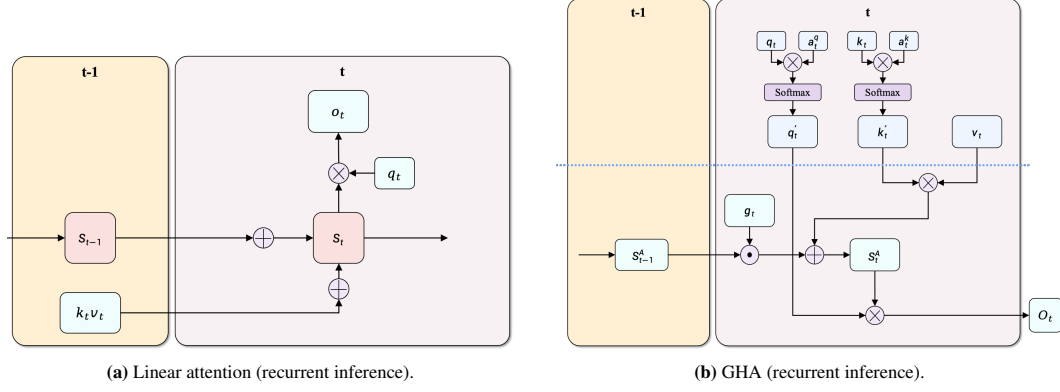 t-1
t
o_t
q_t
S_{t-1}
S_t
k_t v_t
(a) Linear attention (recurrent inference).
t-1
t
q_t a_t^q k_t a_t^k
Softmax Softmax
q_t' k_t' v_t
g_t
S_{t-1}^A S_t^A
O_t
(b) GHA (recurrent inference).